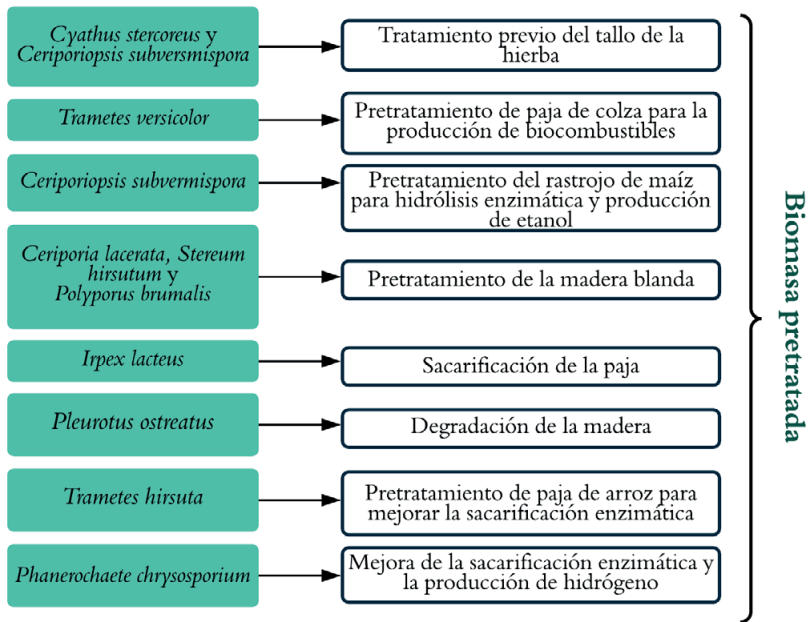 Cyathus stercoreus y
Ceriporiopsis subversmispora
Tratamiento previo del tallo de la
hierba
Trametes versicolor
Pretratamiento de paja de colza para la
producción de biocombustibles
Ceriporiopsis subvermispora
Pretratamiento del rastrojo de maíz
para hidrólisis enzimática y producción
de etanol
Ceriporia lacerata, Stereum
hirsutum y
Polyporus brumalis
Pretratamiento de la madera blanda
Irpex lacteus
Sacarificación de la paja
Pleurotus ostreatus
Degradación de la madera
Trametes hirsuta
Pretratamiento de paja de arroz para
mejorar la sacarificación enzimática
Phanerochaete chrysosporium
Mejora de la sacarificación enzimática y
la producción de hidrógeno
Biomasa pretratada